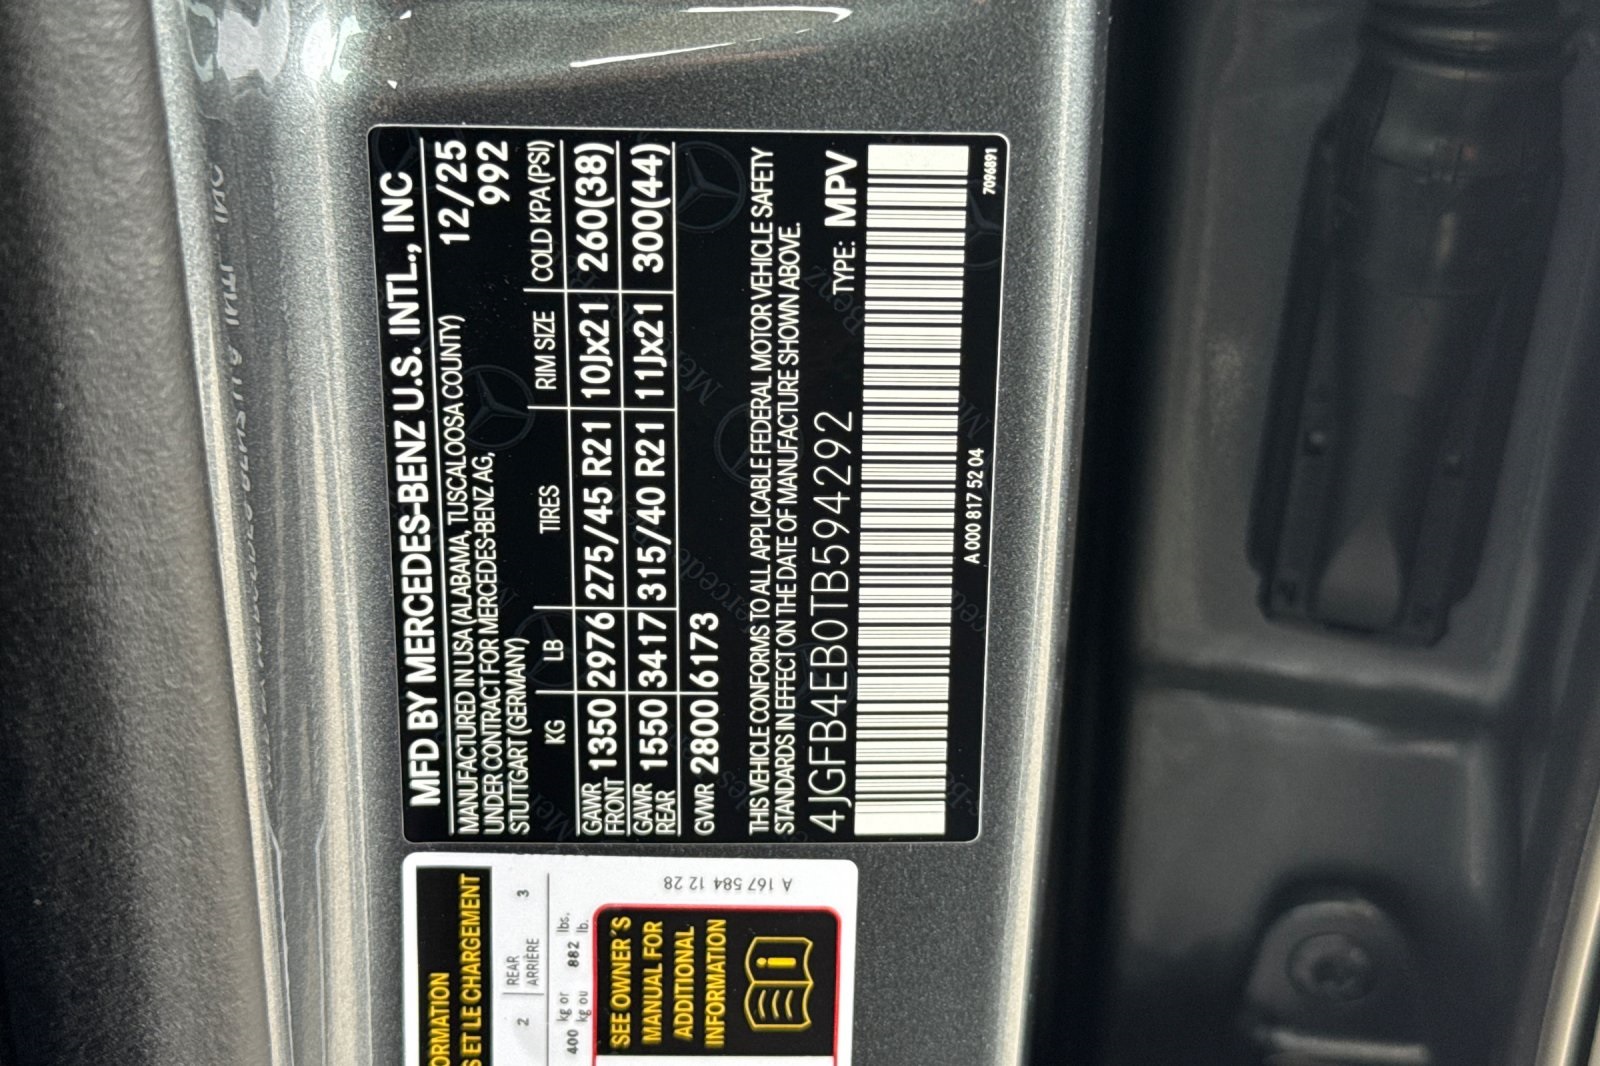 MFD BY MERCEDES-BENZ U.S. INTL., INC
MANUFACTURED IN USA (ALABAMA, TUSCALOOSA COUNTY) 12/25
UNDER CONTRACT FOR MERCEDES-BENZ AG, 992
STUTTGART (GERMANY)
KG LB TIRES RIM SIZE COLD KPA (PSI)
GAWR FRONT 1350 2976 275/45 R21 10Jx21 260(38)
GAWR REAR 1550 3417 315/40 R21 11Jx21 300(44)
GVWR 2800 6173
THIS VEHICLE CONFORMS TO ALL APPLICABLE FEDERAL MOTOR VEHICLE SAFETY
STANDARDS IN EFFECT ON THE DATE OF MANUFACTURE SHOWN ABOVE.
4JGFB4EB0TB594292 TYPE: MPV
A 000 817 52 04 7096891
ORMATION
S ET LE CHARGEMENT
2 REAR 3
ARRIÈRE
400 kg or 882 lbs.
kg ou lb.
SEE OWNER'S
MANUAL FOR
ADDITIONAL
INFORMATION
A 167 584 12 28